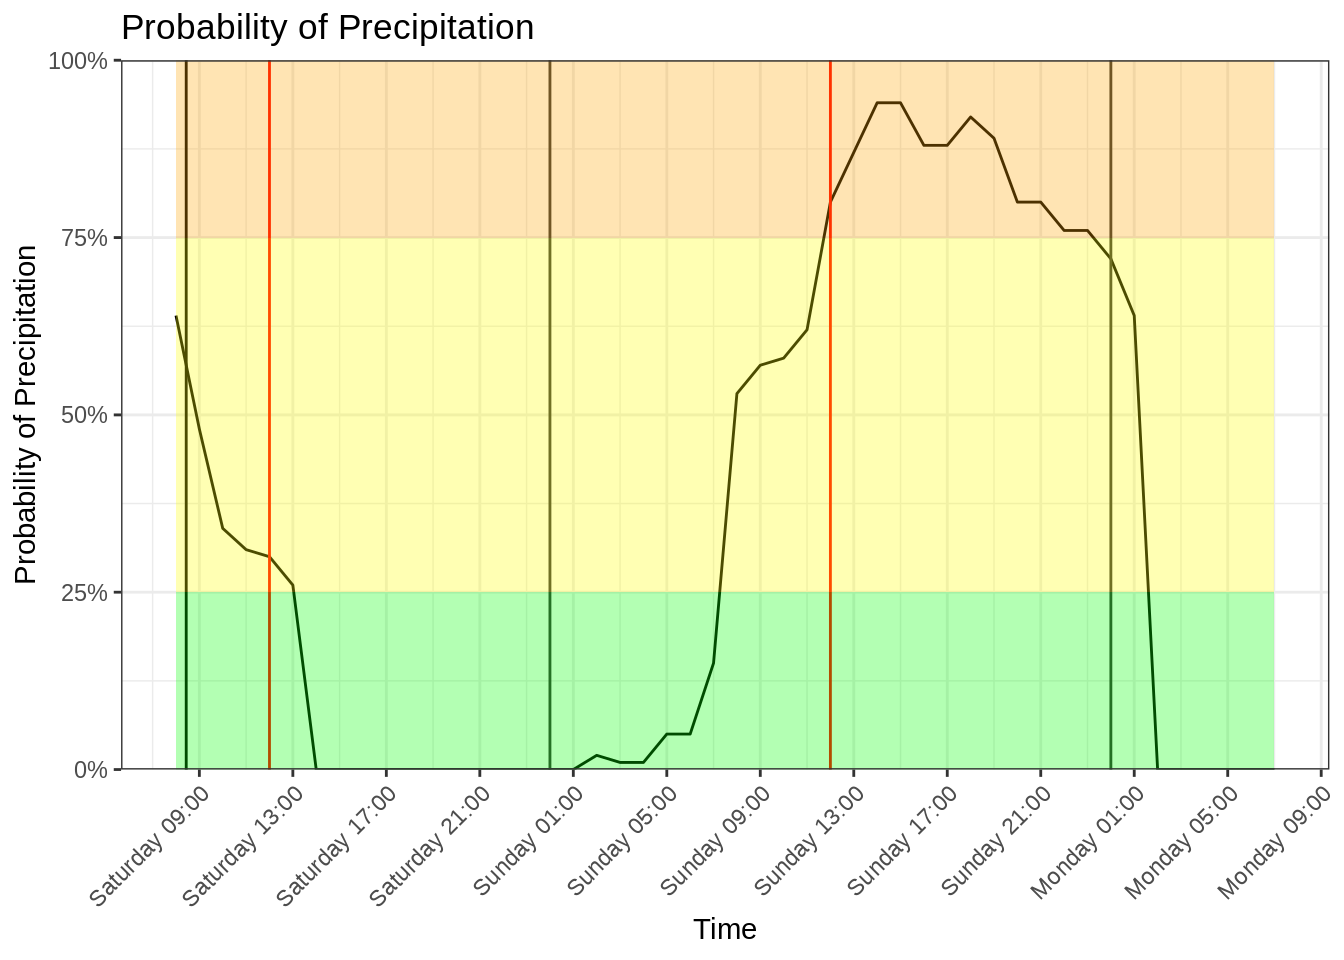 Probability of Precipitation
Probability of Precipitation
100%
75%
50%
25%
0%
Saturday 09:00
Saturday 13:00
Saturday 17:00
Saturday 21:00
Sunday 01:00
Sunday 05:00
Sunday 09:00
Sunday 13:00
Sunday 17:00
Sunday 21:00
Monday 01:00
Monday 05:00
Monday 09:00
Time